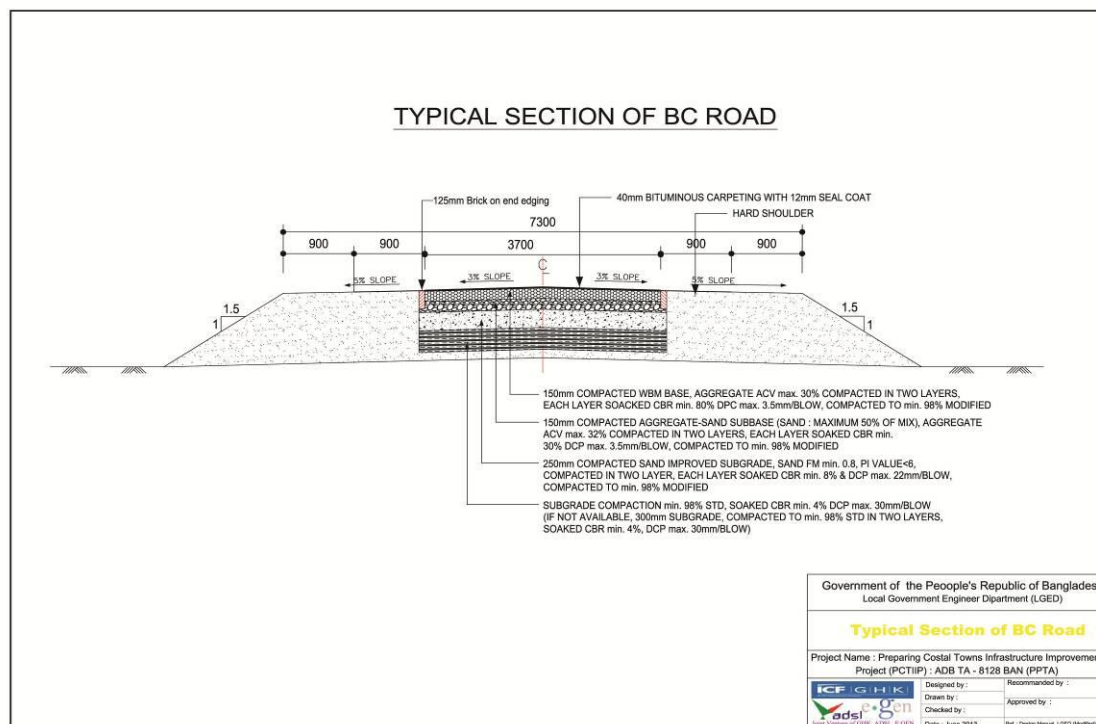 TYPICAL SECTION OF BC ROAD
125mm Brick on end edging
40mm BITUMINOUS CARPETING WITH 12mm SEAL COAT
HARD SHOULDER
7300
900 900 3700 900 900
5% SLOPE 3% SLOPE 3% SLOPE 5% SLOPE
1.5
1
1.5
1
150mm COMPACTED WBM BASE, AGGREGATE ACV max. 30% COMPACTED IN TWO LAYERS,
EACH LAYER SOACKED CBR min. 80% DPC max. 3.5mm/BLOW, COMPACTED TO min. 98% MODIFIED
150mm COMPACTED AGGREGATE-SAND SUBBASE (SAND : MAXIMUM 50% OF MIX), AGGREGATE
ACV max. 32% COMPACTED IN TWO LAYERS, EACH LAYER SOAKED CBR min.
30% DCP max. 3.5mm/BLOW, COMPACTED TO min. 98% MODIFIED
250mm COMPACTED SAND IMPROVED SUBGRADE, SAND FM min. 0.8, PI VALUE<6,
COMPACTED IN TWO LAYER, EACH LAYER SOAKED CBR min. 8% & DCP max. 22mm/BLOW,
COMPACTED TO min. 98% MODIFIED
SUBGRADE COMPACTION min. 98% STD, SOAKED CBR min. 4% DCP max. 30mm/BLOW
(IF NOT AVAILABLE, 300mm SUBGRADE, COMPACTED TO min. 98% STD IN TWO LAYERS,
SOAKED CBR min. 4%, DCP max. 30mm/BLOW)
Government of the Peoople's Republic of Banglades
Local Government Engineer Dipartment (LGED)
Typical Section of BC Road
Project Name : Preparing Costal Towns Infrastructure Improveme
Project (PCTIIP) : ADB TA - 8128 BAN (PPTA)
ICF GHK
adsl e•gen
Designed by :
Drawn by :
Checked by :
Recommanded by :
Approved by :